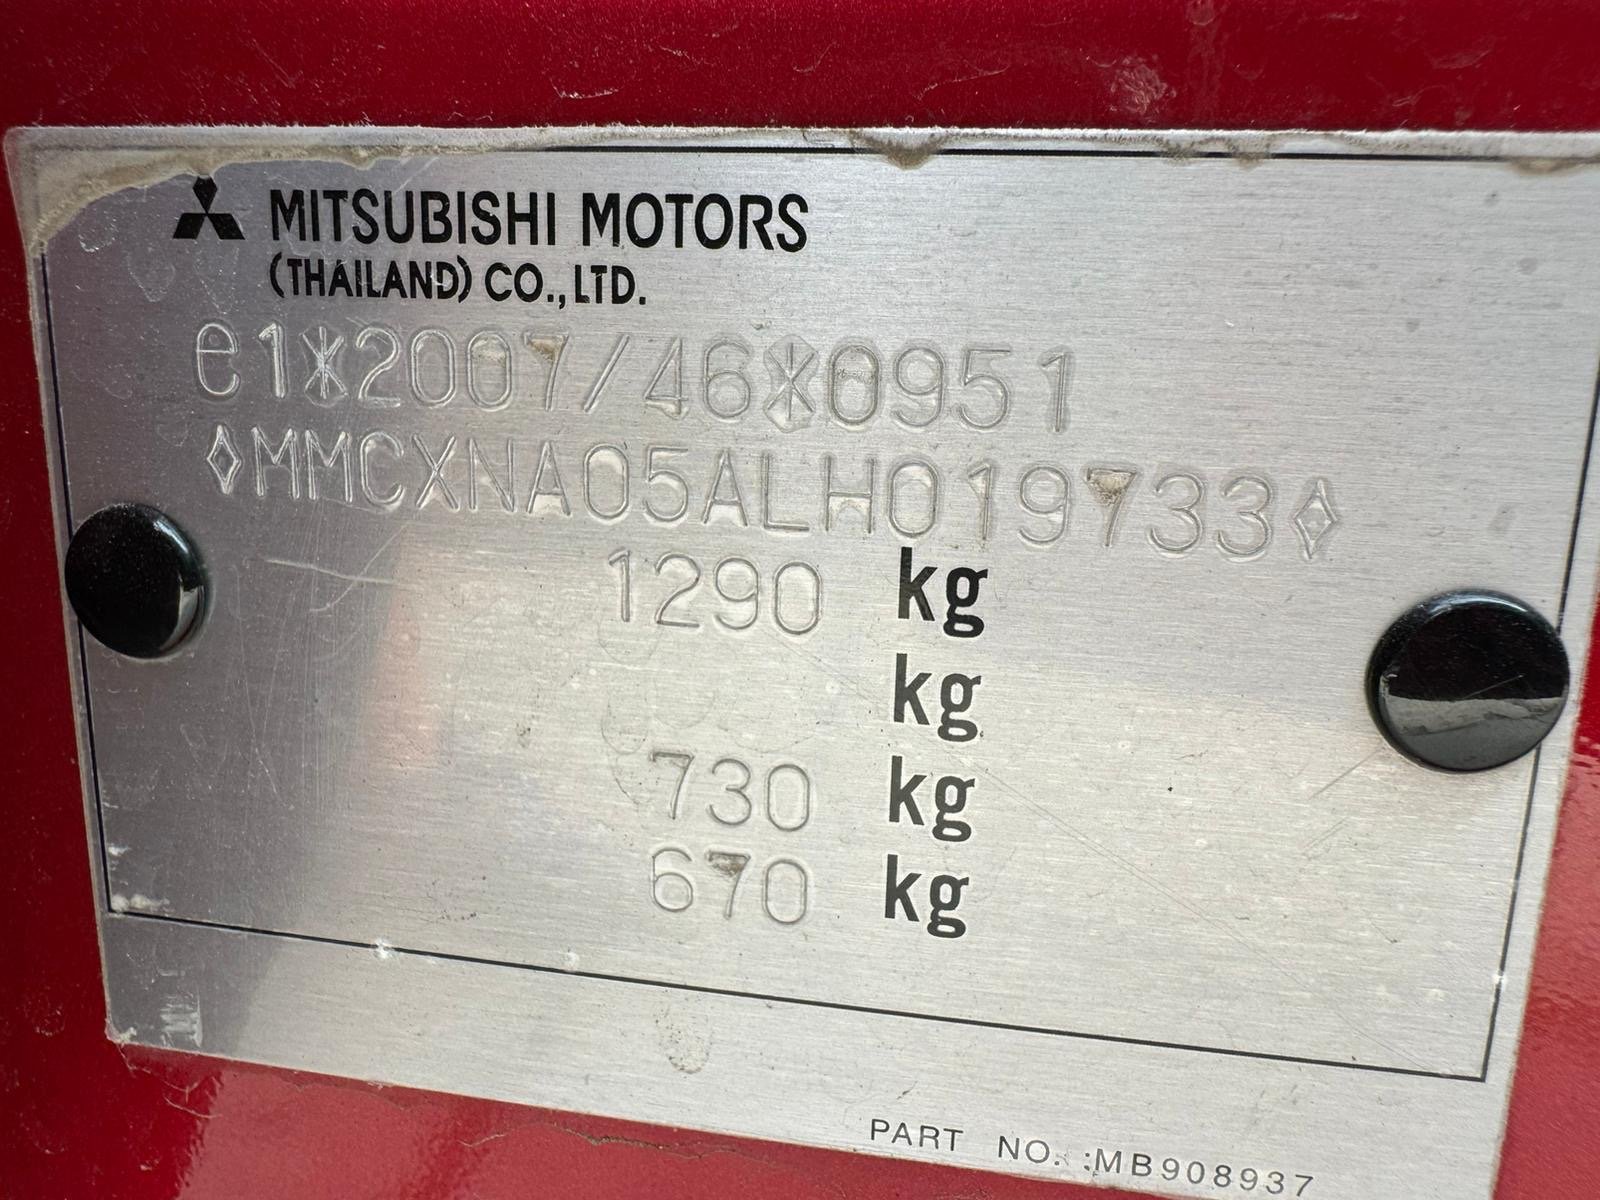 MITSUBISHI MOTORS
(THAILAND) CO., LTD.
e1*2007/46*0951
◊MMCXNA05ALH019733◊
1290 kg
kg
730 kg
670 kg
PART NO. :MB908937